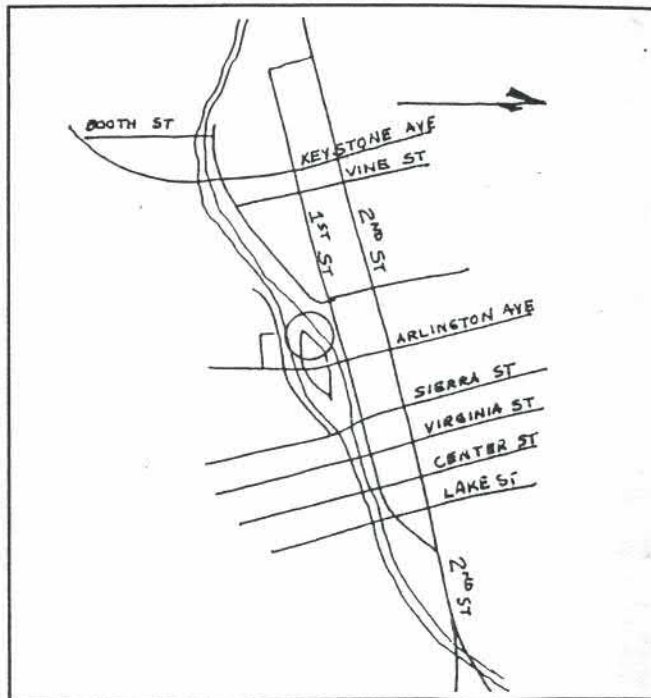 BOOTH ST
KEYSTONE AVE
VINE ST
1ST ST
2ND ST
ARLINGTON AVE
SIERRA ST
VIRGINIA ST
CENTER ST
LAKE ST
2ND ST